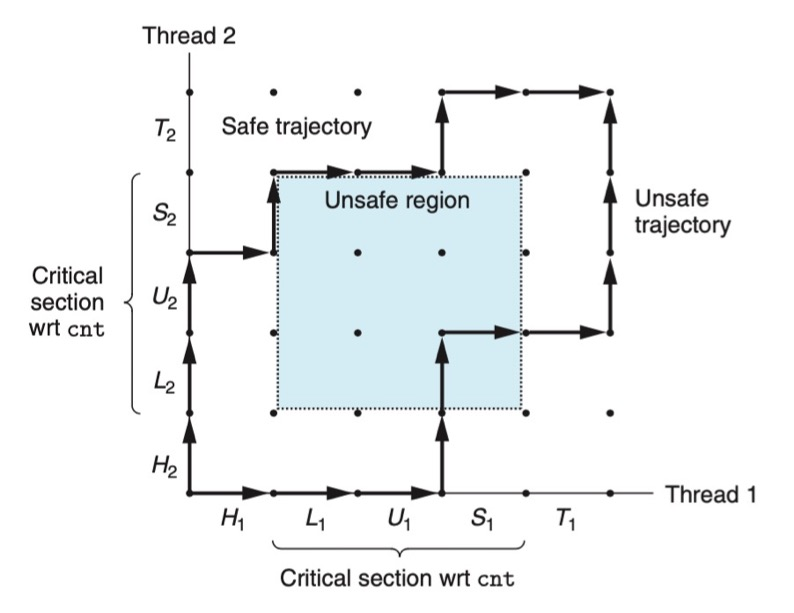 Thread 2
T2
Safe trajectory
S2
Unsafe region
Unsafe
trajectory
Critical
section
wrt cnt
U2
L2
H2
Thread 1
H1 L1 U1 S1 T1
Critical section wrt cnt